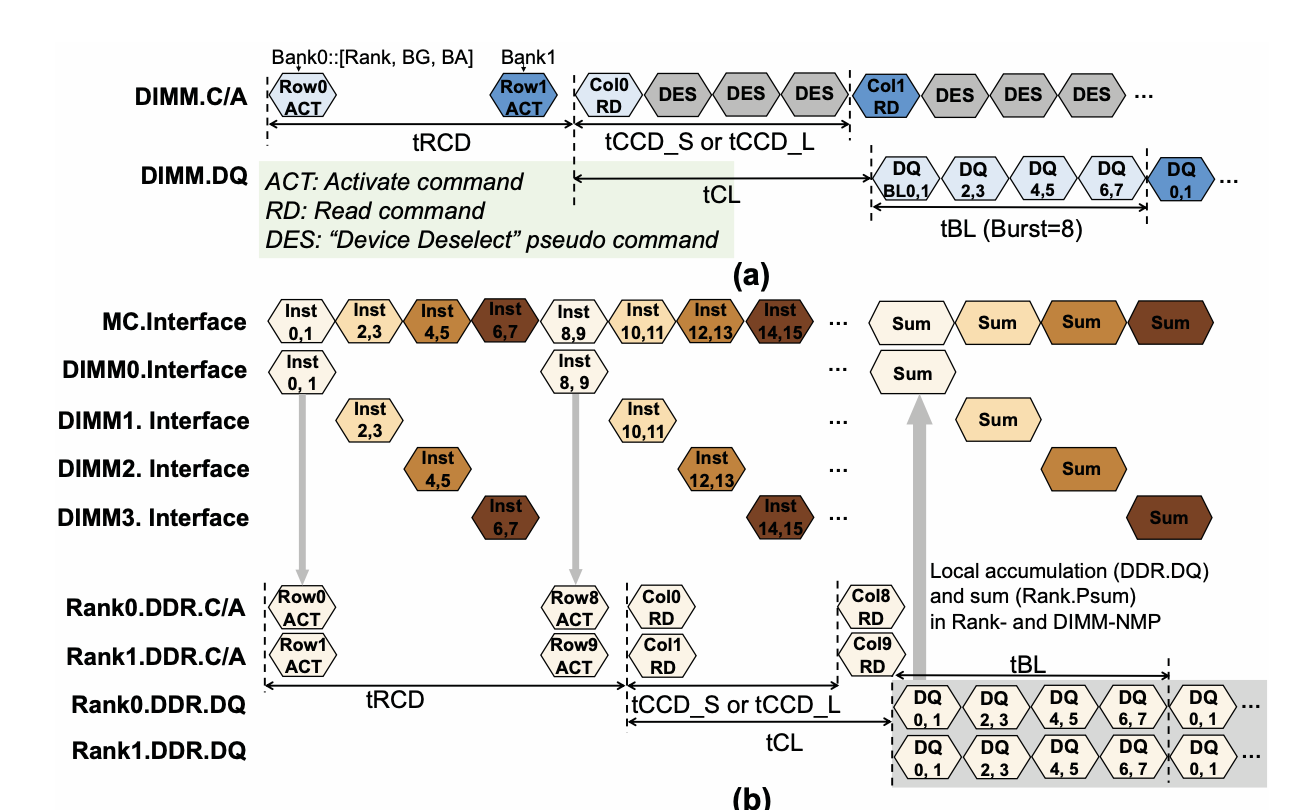 Bank0::[Rank, BG, BA] Bank1
DIMM.C/A
Row0
ACT
Row1
ACT
Col0
RD
DES
DES
DES
Col1
RD
DES
DES
DES
...
tRCD
tCCD_S or tCCD_L
DIMM.DQ
ACT: Activate command
RD: Read command
DES: “Device Deselect” pseudo command
tCL
DQ
BL0,1
DQ
2,3
DQ
4,5
DQ
6,7
DQ
0,1
...
tBL (Burst=8)
(a)
MC.Interface
Inst
0,1
Inst
2,3
Inst
4,5
Inst
6,7
Inst
8,9
Inst
10,11
Inst
12,13
Inst
14,15
...
Sum
Sum
Sum
Sum
DIMM0.Interface
Inst
0, 1
Inst
8, 9
...
Sum
DIMM1. Interface
Inst
2,3
Inst
10,11
...
Sum
DIMM2. Interface
Inst
4,5
Inst
12,13
...
Sum
DIMM3. Interface
Inst
6,7
Inst
14,15
...
Sum
Local accumulation (DDR.DQ)
and sum (Rank.Psum)
in Rank- and DIMM-NMP
Rank0.DDR.C/A
Row0
ACT
Row8
ACT
Col0
RD
Col8
RD
Rank1.DDR.C/A
Row1
ACT
Row9
ACT
Col1
RD
Col9
RD
tBL
tRCD
tCCD_S or tCCD_L
Rank0.DDR.DQ
DQ
0, 1
DQ
2, 3
DQ
4, 5
DQ
6, 7
DQ
0, 1
...
tCL
Rank1.DDR.DQ
DQ
0, 1
DQ
2, 3
DQ
4, 5
DQ
6, 7
DQ
0, 1
...
(b)